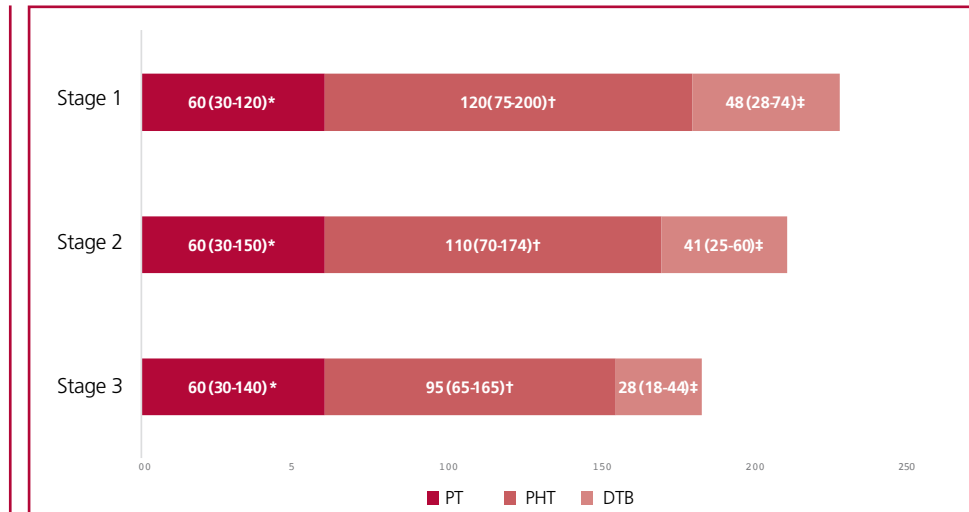 Stage 1 60 (30-120)* 120(75-200)† 48 (28-74)‡
Stage 2 60 (30-150)* 110(70-174)† 41 (25-60)‡
Stage 3 60 (30-140)* 95 (65-165)† 28 (18-44)‡
00 5 100 150 200 250
PT PHT DTB